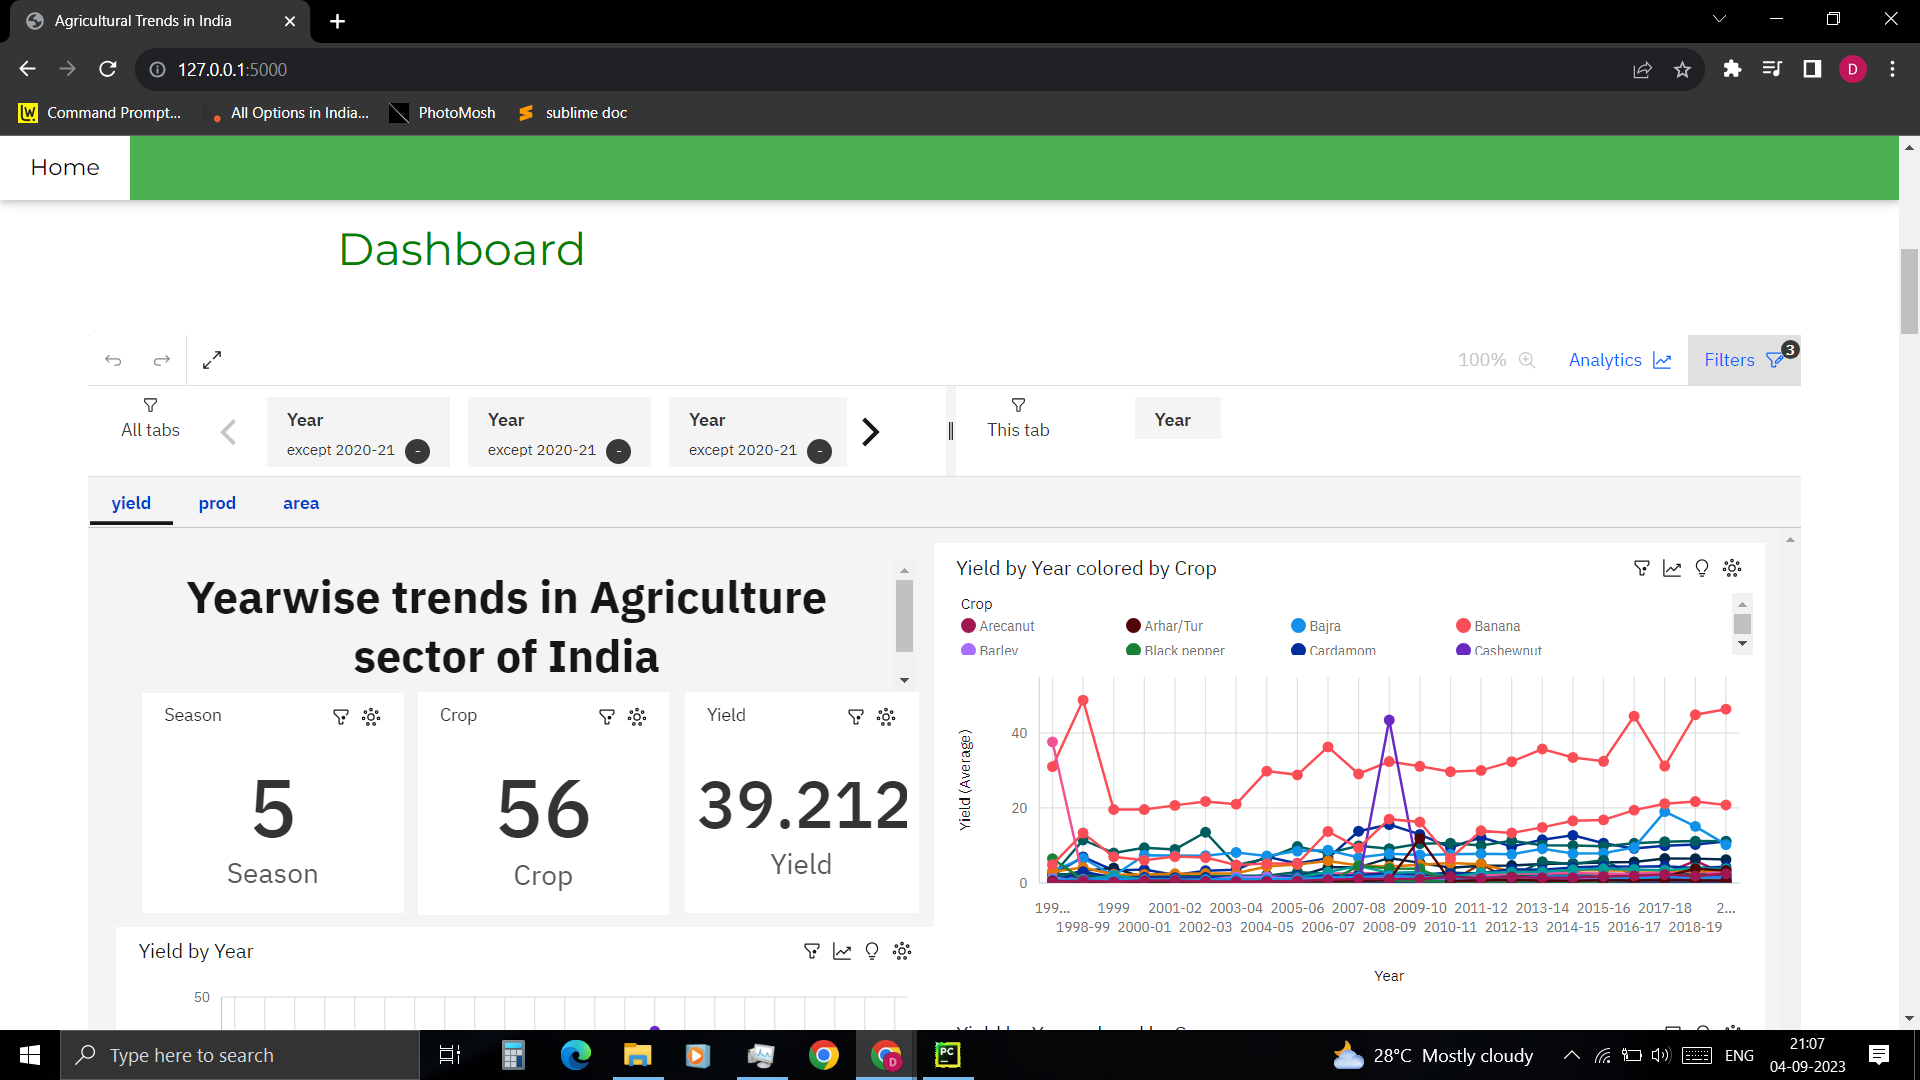 Agricultural Trends in India
127.0.0.1:5000
D
Command Prompt...
All Options in India...
PhotoMosh
sublime doc
Home
Dashboard
100%
Analytics
Filters
3
All tabs
Year
except 2020-21
-
Year
except 2020-21
-
Year
except 2020-21
-
This tab
Year
yield
prod
area
Yearwise trends in Agriculture
sector of India
Season
5
Season
Crop
56
Crop
Yield
39.212
Yield
Yield by Year
50
Yield by Year colored by Crop
Crop
Arecanut
Arhar/Tur
Bajra
Banana
Barley
Black pepper
Cardamom
Cashewnut
Yield (Average)
40
20
0
199...
1999
2001-02
2003-04
2005-06
2007-08
2009-10
2011-12
2013-14
2015-16
2017-18
2...
1998-99
2000-01
2002-03
2004-05
2006-07
2008-09
2010-11
2012-13
2014-15
2016-17
2018-19
Year
Type here to search
D
PC
28°C Mostly cloudy
ENG
21:07
04-09-2023